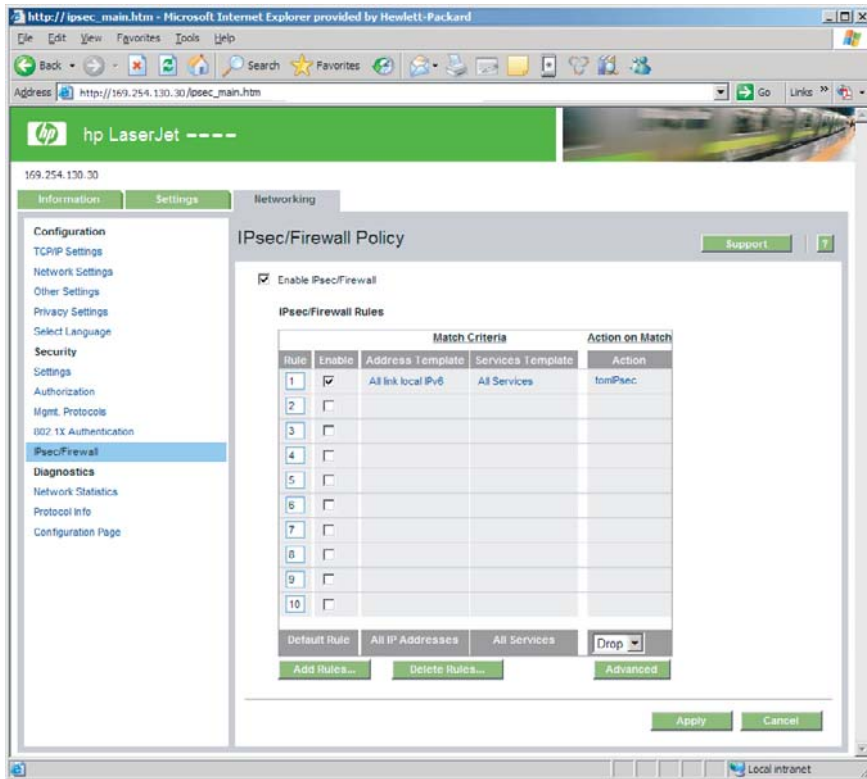 http://ipsec_main.htm - Microsoft Internet Explorer provided by Hewlett-Packard
File Edit View Favorites Tools Help
Back Search Favorites
Address http://169.254.130.30/ipsec_main.htm Go Links »
hp hp LaserJet ----
169.254.130.30
Information Settings Networking
Configuration
TCP/IP Settings
Network Settings
Other Settings
Privacy Settings
Select Language
Security
Settings
Authorization
Mgmt. Protocols
802.1X Authentication
IPsec/Firewall
Diagnostics
Network Statistics
Protocol Info
Configuration Page
IPsec/Firewall Policy
Support ?
Enable IPsec/Firewall
IPsec/Firewall Rules
Match Criteria Action on Match
Rule Enable Address Template Services Template Action
1 All link local IPv6 All Services tomIPsec
2
3
4
5
6
7
8
9
10
Default Rule All IP Addresses All Services Drop
Add Rules... Delete Rules... Advanced
Apply Cancel
Local intranet